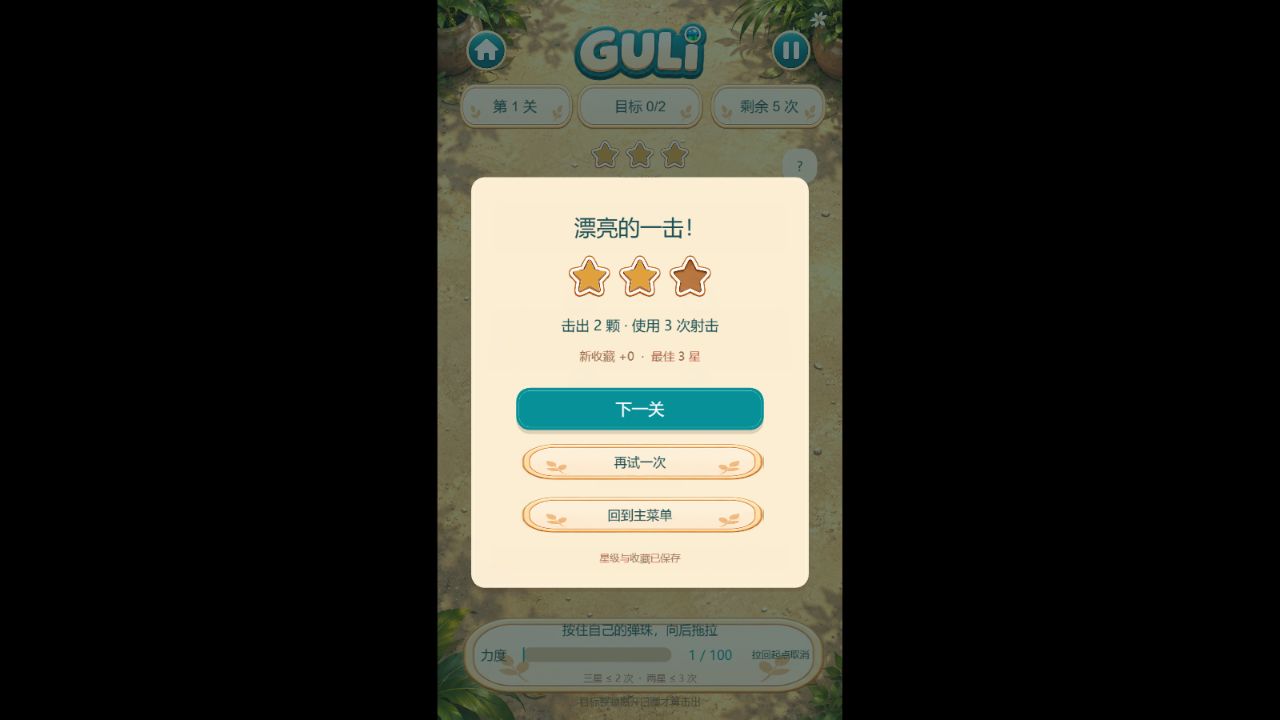 GULi
第 1 关
目标 0/2
剩余 5 次
?
漂亮的一击!
击出 2 颗 · 使用 3 次射击
新收藏 +0 · 最佳 3 星
下一关
再试一次
回到主菜单
星级与收藏已保存
按住自己的弹珠，向后拖拉
力度
1 / 100
拉回起点取消
三星 ≤ 2 次 · 两星 ≤ 3 次